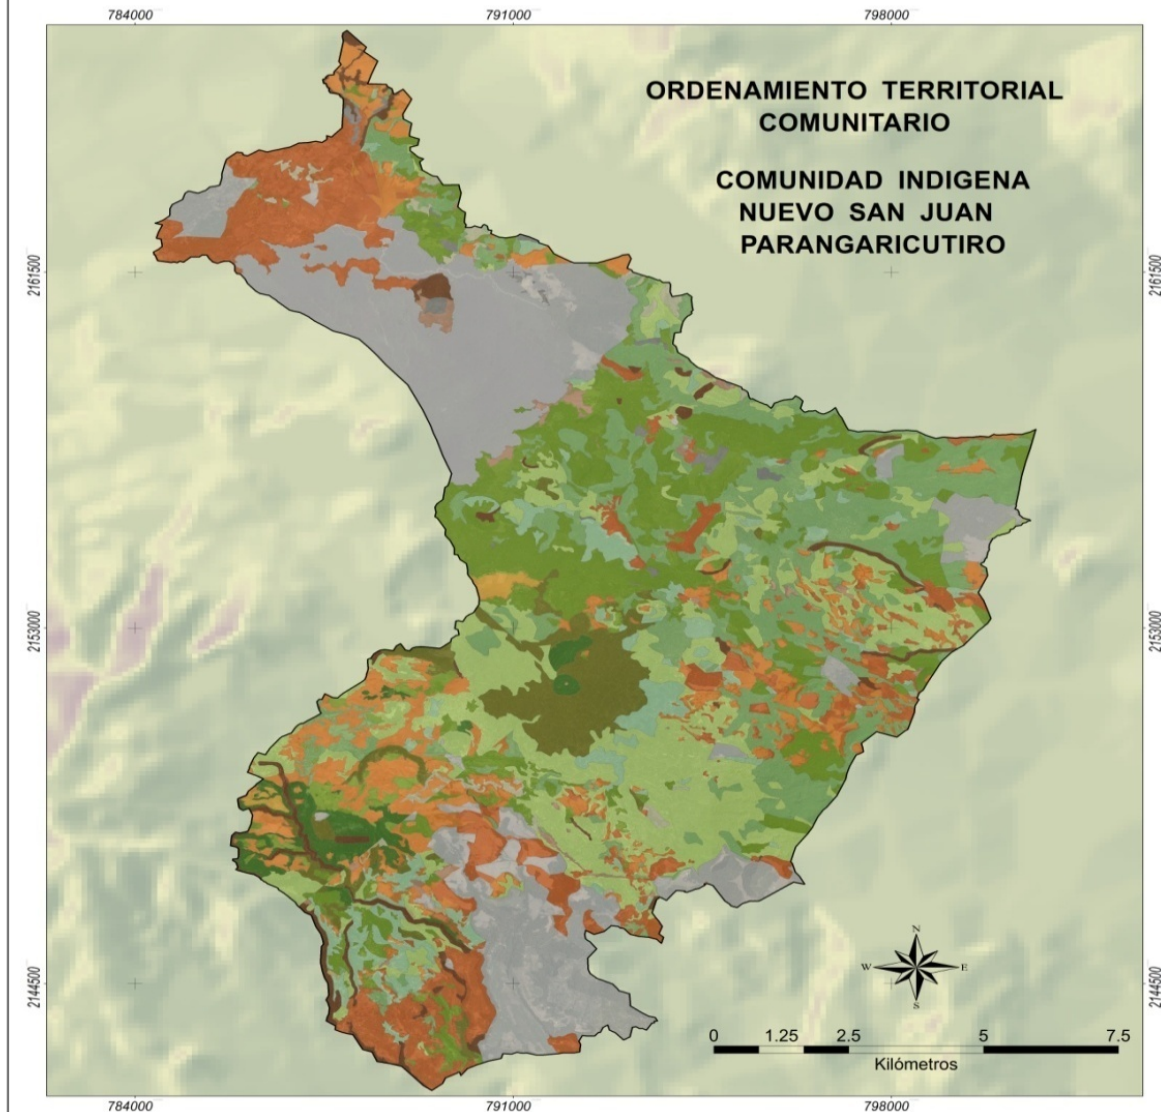 784000 791000 798000
ORDENAMIENTO TERRITORIAL
COMUNITARIO
COMUNIDAD INDIGENA
NUEVO SAN JUAN
PARANGARICUTIRO
2161500 2161500
2153000 2153000
N
W E
S
2144500 2144500
0 1.25 2.5 5 7.5
Kilómetros
784000 791000 798000